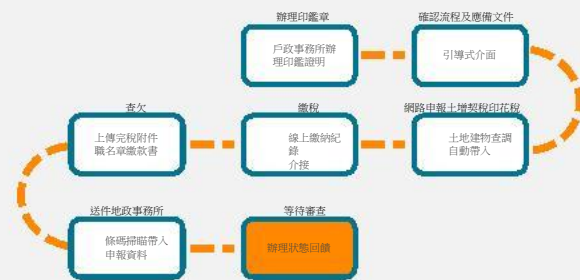 辦理印鑑章
戶政事務所辦
理印鑑證明
確認流程及應備文件
引導式介面
網路申報土增契稅印花稅
土地建物查調
自動帶入
繳稅
線上繳納紀
錄
介接
查欠
上傳完稅附件
職名章繳款書
送件地政事務所
條碼掃瞄帶入
申報資料
等待審查
辦理狀態回饋